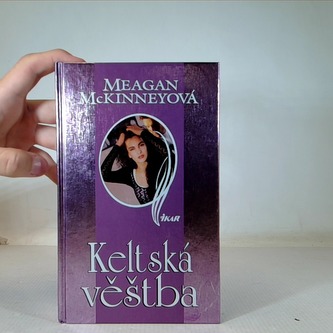 MEAGAN
MCKINNEYOVÁ
IKAR
Keltská
věštba